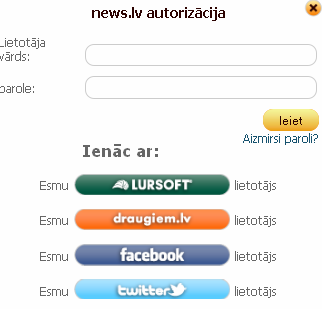 news.lv autorizācija
Lietotāja
vārds:
parole:
Ieiet
Aizmirsi paroli?
Ienāc ar:
Esmu LURSOFT lietotājs
Esmu draugiem.lv lietotājs
Esmu facebook lietotājs
Esmu twitter lietotājs